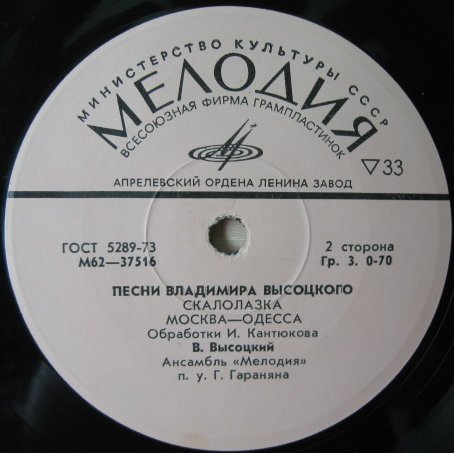 МИНИСТЕРСТВО КУЛЬТУРЫ СССР
МЕЛОДИЯ
ВСЕСОЮЗНАЯ ФИРМА ГРАМПЛАСТИНОК
▽33
АПРЕЛЕВСКИЙ ОРДЕНА ЛЕНИНА ЗАВОД
ГОСТ 5289-73
М62—37516
2 сторона
Гр. 3. 0-70
ПЕСНИ ВЛАДИМИРА ВЫСОЦКОГО
СКАЛОЛАЗКА
МОСКВА—ОДЕССА
Обработки И. Кантюкова
В. Высоцкий
Ансамбль «Мелодия»
п. у. Г. Гараняна